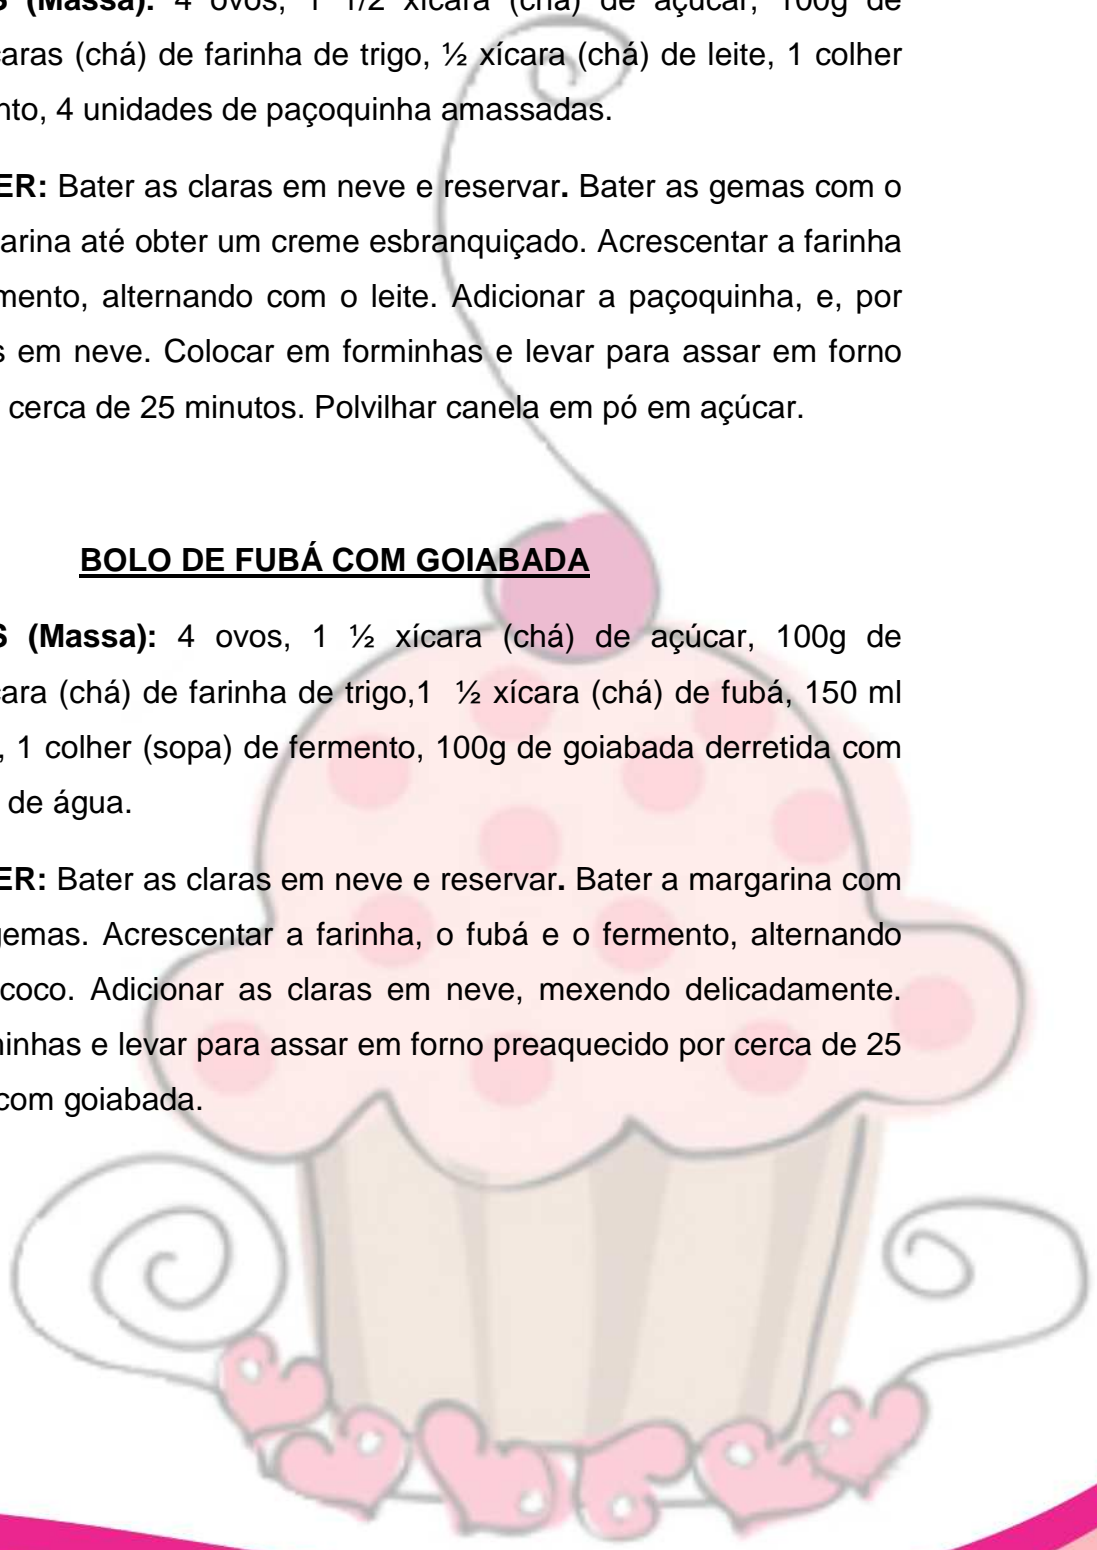 S (Massa): 4 ovos, 1 1/2 xícara (chá) de açúcar, 100g de
caras (chá) de farinha de trigo, ½ xícara (chá) de leite, 1 colher
nto, 4 unidades de paçoquinha amassadas.
ER: Bater as claras em neve e reservar. Bater as gemas com o
arina até obter um creme esbranquiçado. Acrescentar a farinha
mento, alternando com o leite. Adicionar a paçoquinha, e, por
s em neve. Colocar em forminhas e levar para assar em forno
cerca de 25 minutos. Polvilhar canela em pó em açúcar.
BOLO DE FUBÁ COM GOIABADA
S (Massa): 4 ovos, 1 ½ xícara (chá) de açúcar, 100g de
cara (chá) de farinha de trigo,1 ½ xícara (chá) de fubá, 150 ml
, 1 colher (sopa) de fermento, 100g de goiabada derretida com
de água.
ER: Bater as claras em neve e reservar. Bater a margarina com
gemas. Acrescentar a farinha, o fubá e o fermento, alternando
coco. Adicionar as claras em neve, mexendo delicadamente.
minhas e levar para assar em forno preaquecido por cerca de 25
com goiabada.